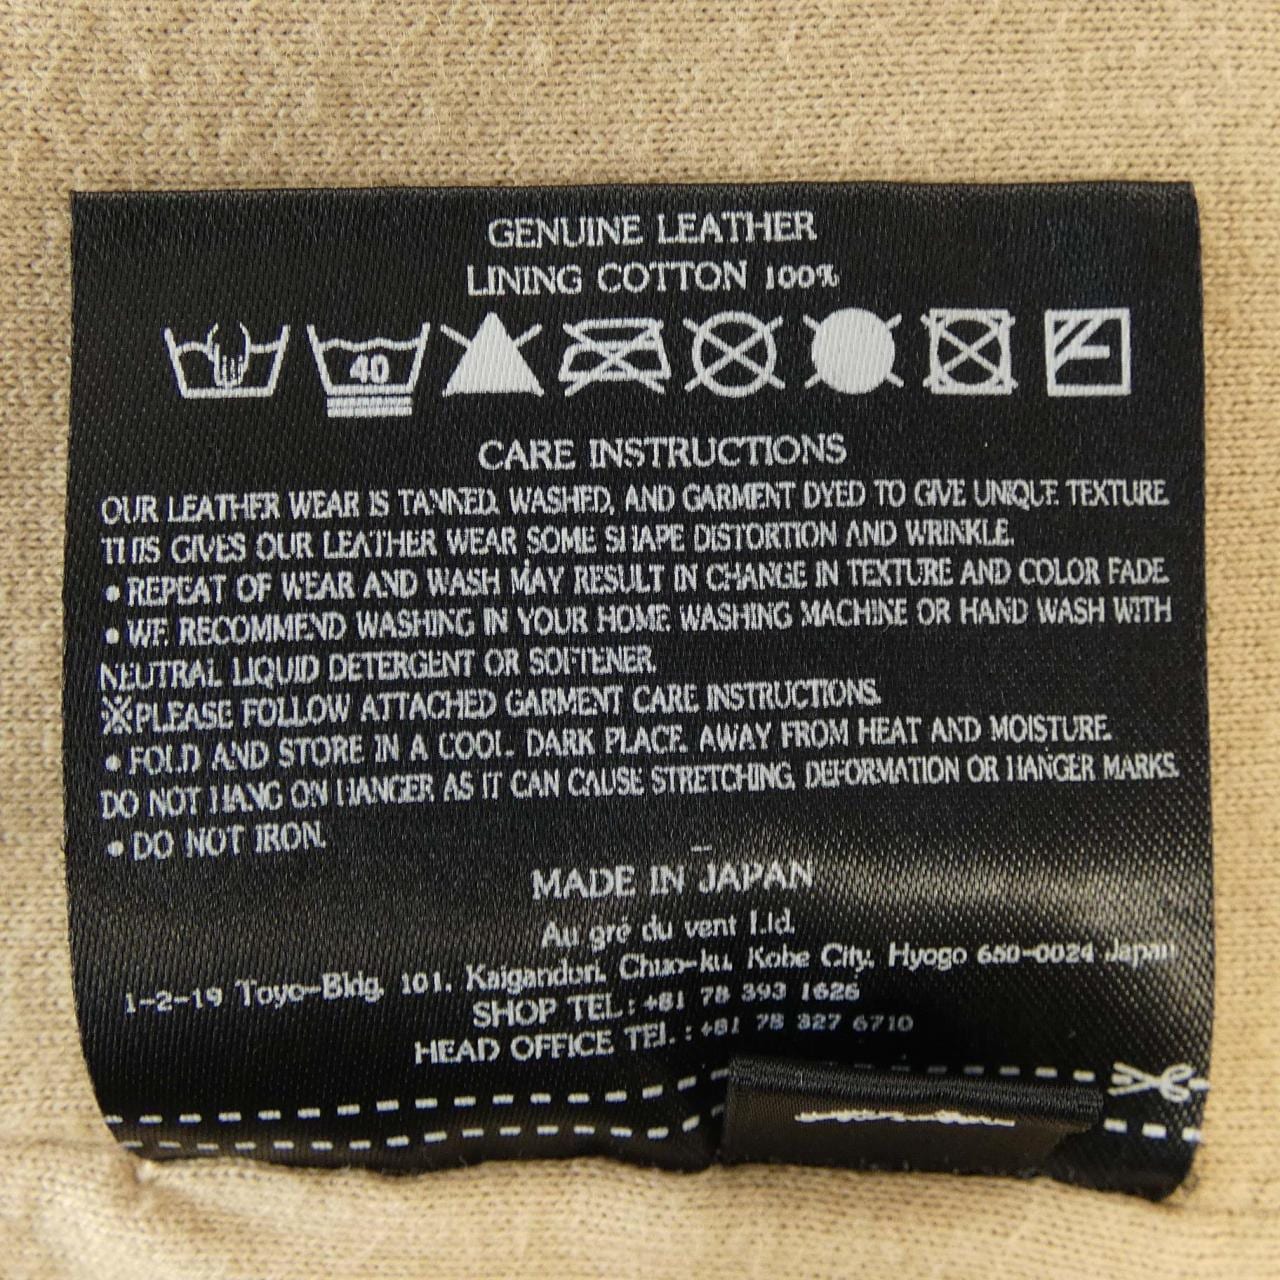 GENUINE LEATHER
LINING COTTON 100%
40
CARE INSTRUCTIONS
OUR LEATHER WEAR IS TANNED, WASHED, AND GARMENT DYED TO GIVE UNIQUE TEXTURE.
THIS GIVES OUR LEATHER WEAR SOME SHAPE DISTORTION AND WRINKLE.
• REPEAT OF WEAR AND WASH MAY RESULT IN CHANGE IN TEXTURE AND COLOR FADE.
• WE RECOMMEND WASHING IN YOUR HOME WASHING MACHINE OR HAND WASH WITH
NEUTRAL LIQUID DETERGENT OR SOFTENER.
※PLEASE FOLLOW ATTACHED GARMENT CARE INSTRUCTIONS.
• FOLD AND STORE IN A COOL, DARK PLACE AWAY FROM HEAT AND MOISTURE.
DO NOT HANG ON HANGER AS IT CAN CAUSE STRETCHING, DEFORMATION OR HANGER MARKS.
• DO NOT IRON.
MADE IN JAPAN
Au gré du vent Ltd.
1-2-19 Toyo-Bldg. 101, Kaigandori, Chuo-ku, Kobe City, Hyogo 650-0024 Japan
SHOP TEL: +81 78 393 1626
HEAD OFFICE TEL. : +81 78 327 6710